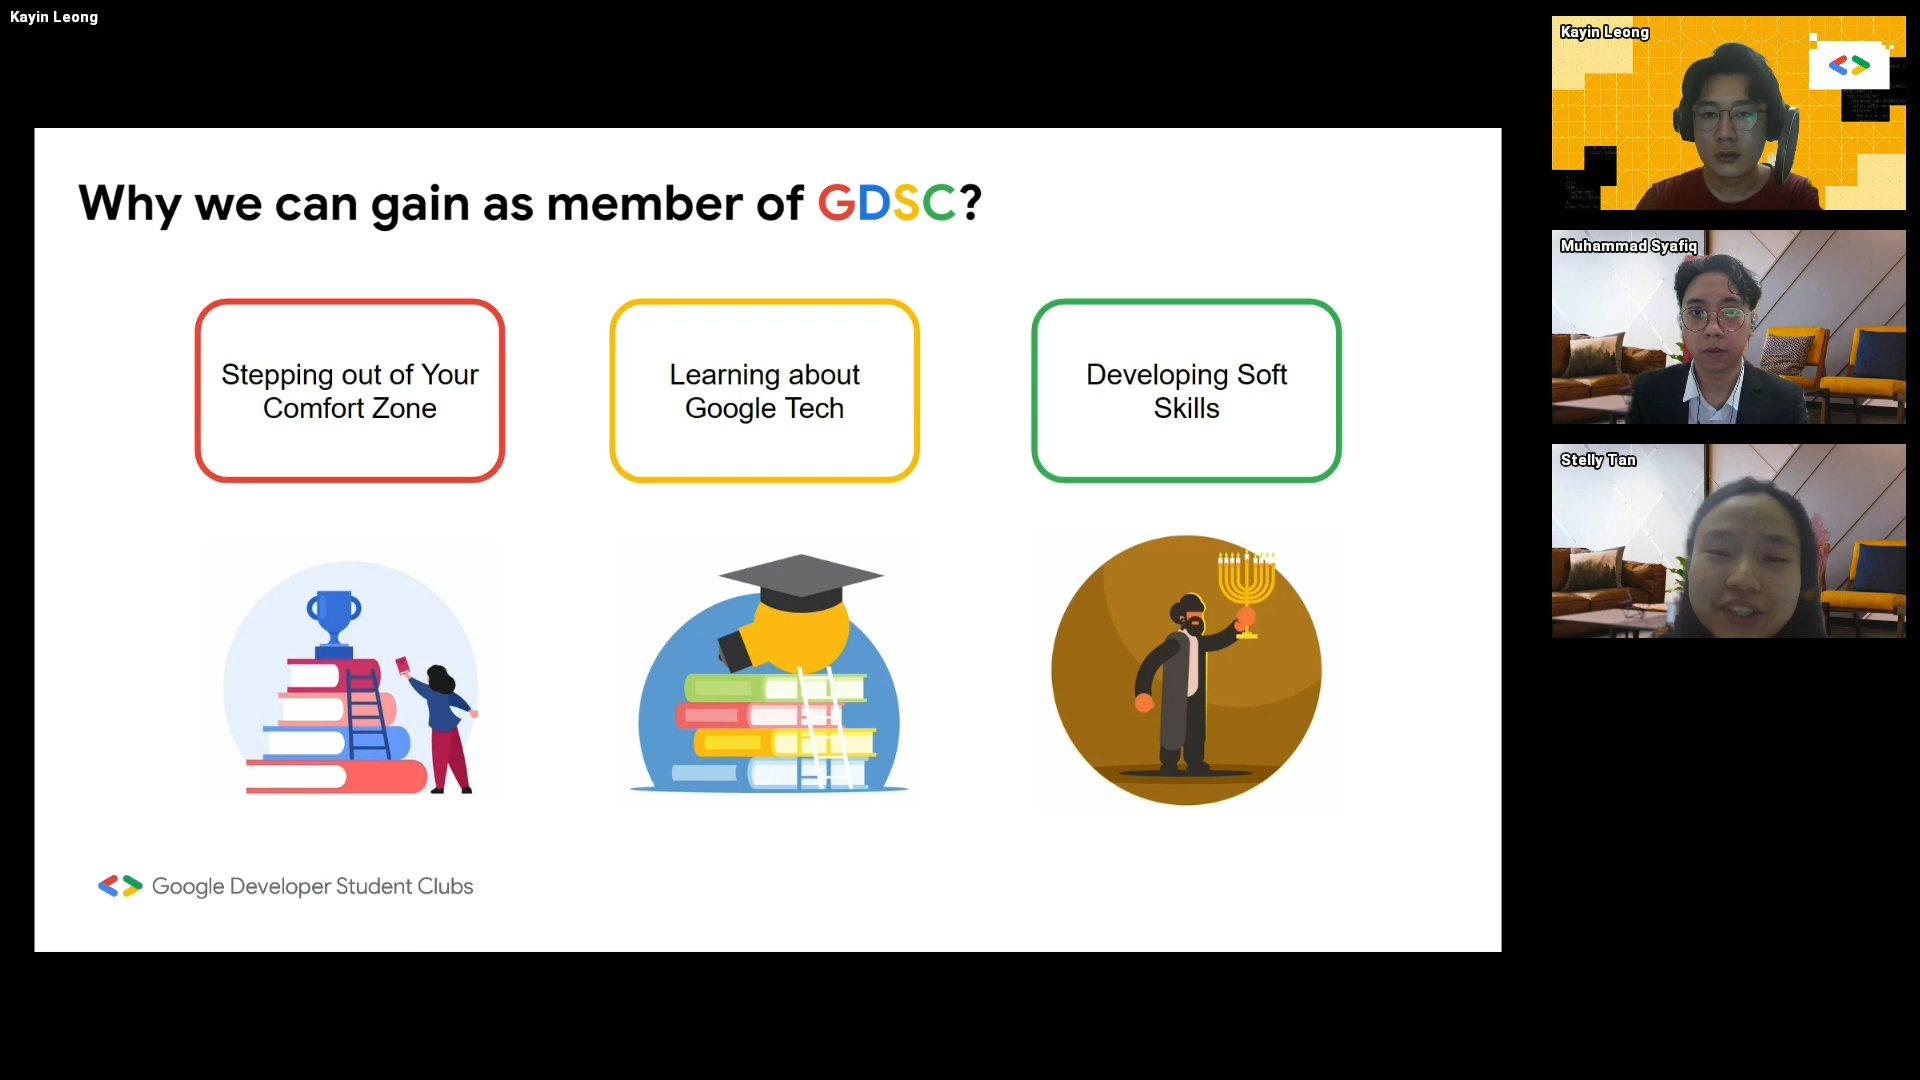 Kayin Leong
Why we can gain as member of GDSC?
Stepping out of Your
Comfort Zone
Learning about
Google Tech
Developing Soft
Skills
Google Developer Student Clubs
Kayin Leong
Muhammad Syafiq
Stelly Tan